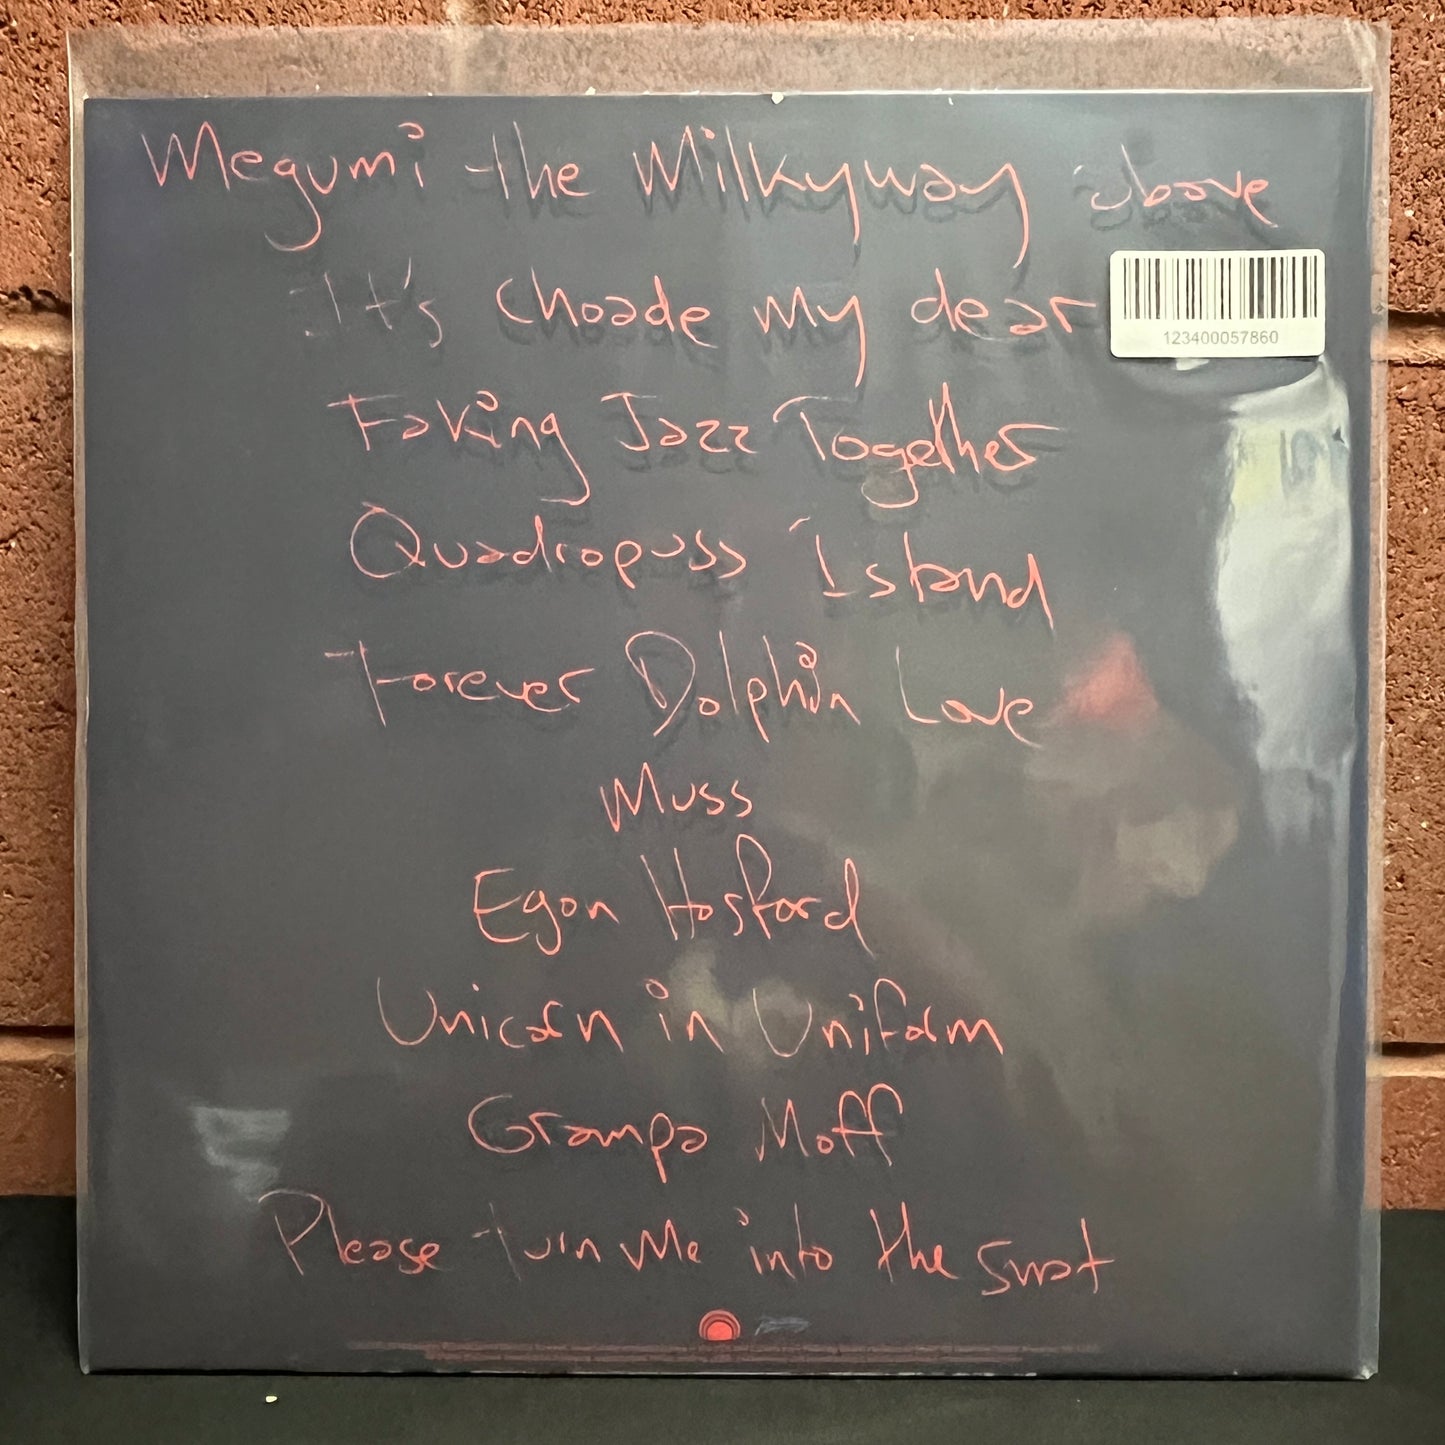 Megumi the Milkyway above
It's choade my dear
123400057860
Faking Jazz Together
Quadropuss Island
Forever Dolphin Love
Muss
Egon Hosford
Unicorn in Uniform
Grampa Moff
Please turn Me into the Snat